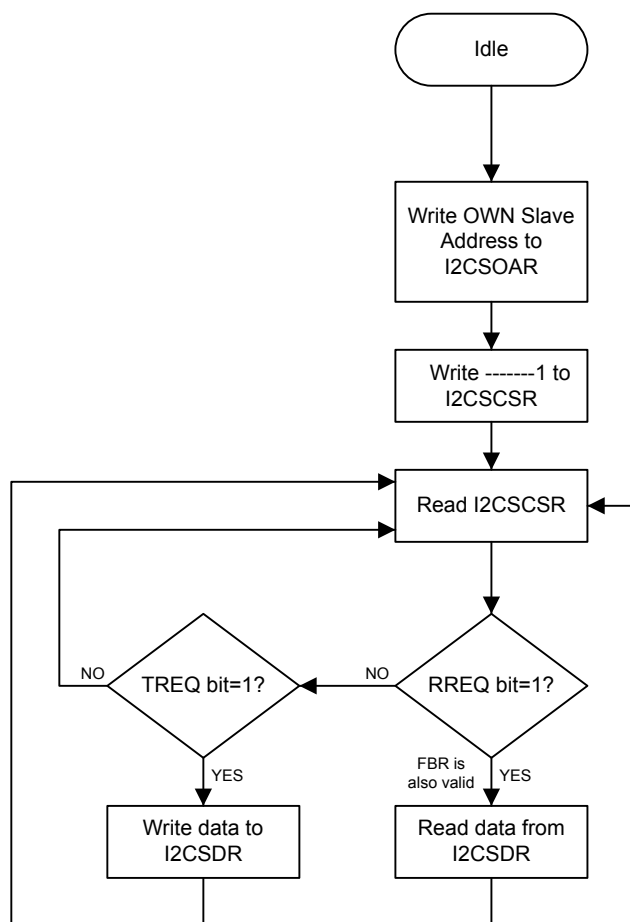 Idle
Write OWN Slave
Address to
I2CSOAR
Write -------1 to
I2CSCSR
Read I2CSCSR
NO
TREQ bit=1?
NO
RREQ bit=1?
YES
FBR is
also valid
YES
Write data to
I2CSDR
Read data from
I2CSDR